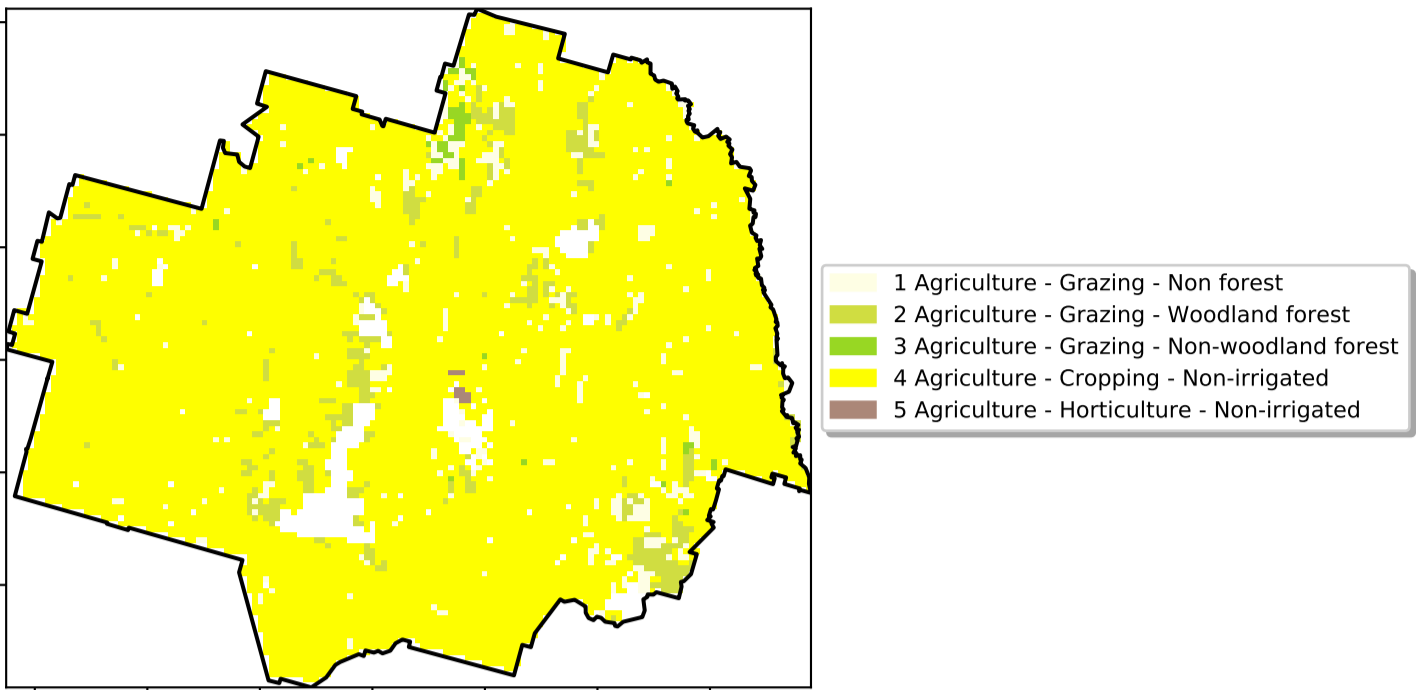 1 Agriculture - Grazing - Non forest
2 Agriculture - Grazing - Woodland forest
3 Agriculture - Grazing - Non-woodland forest
4 Agriculture - Cropping - Non-irrigated
5 Agriculture - Horticulture - Non-irrigated